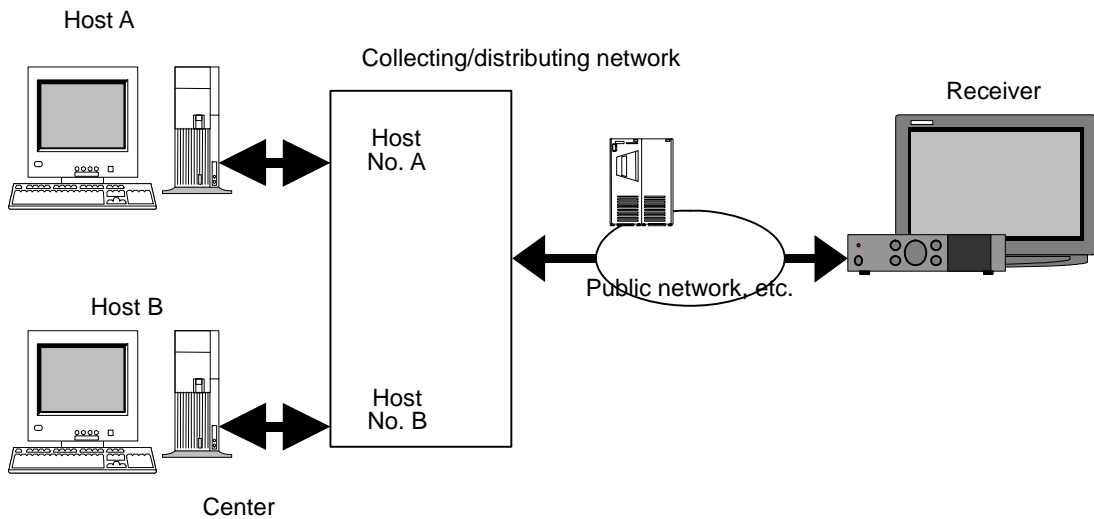 Host A
Collecting/distributing network
Receiver
Host
No. A
Public network, etc.
Host B
Host
No. B
Center